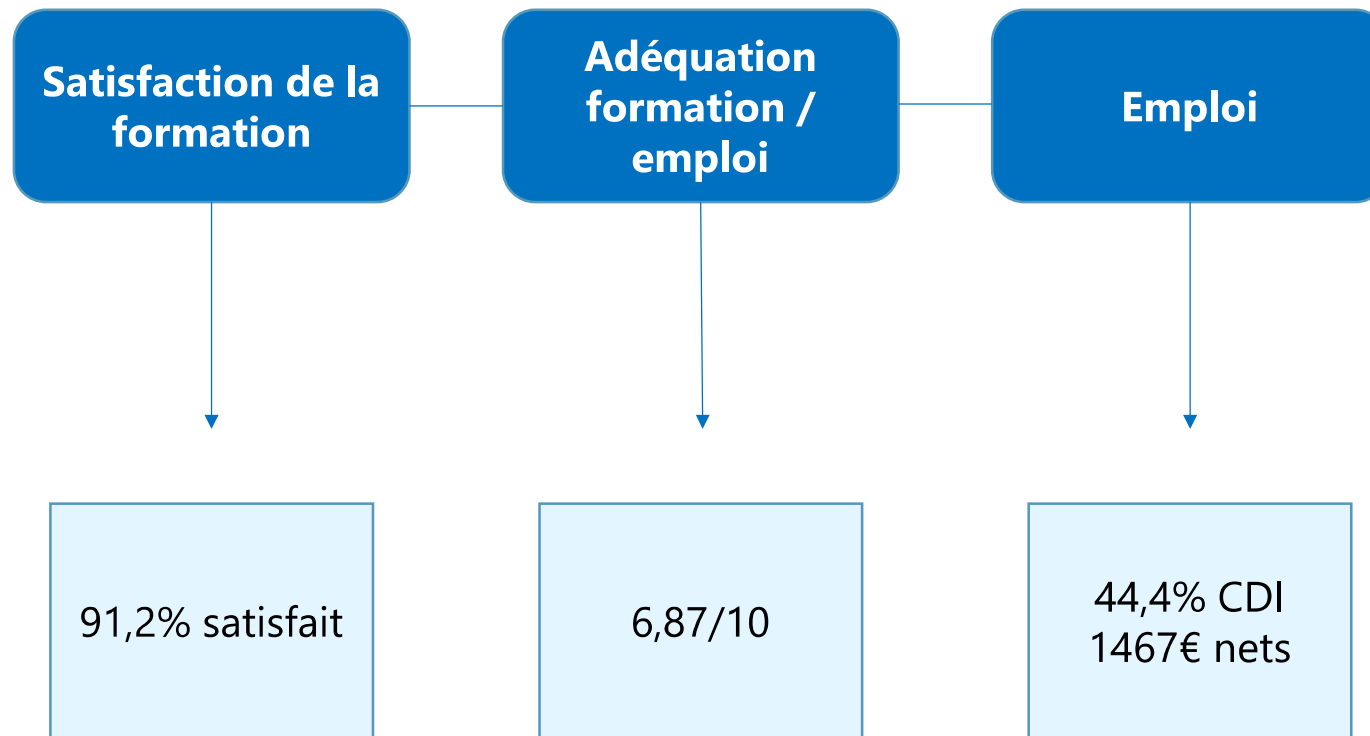 Satisfaction de la
formation
Adéquation
formation /
emploi
Emploi
91,2% satisfait
6,87/10
44,4% CDI
1467€ nets